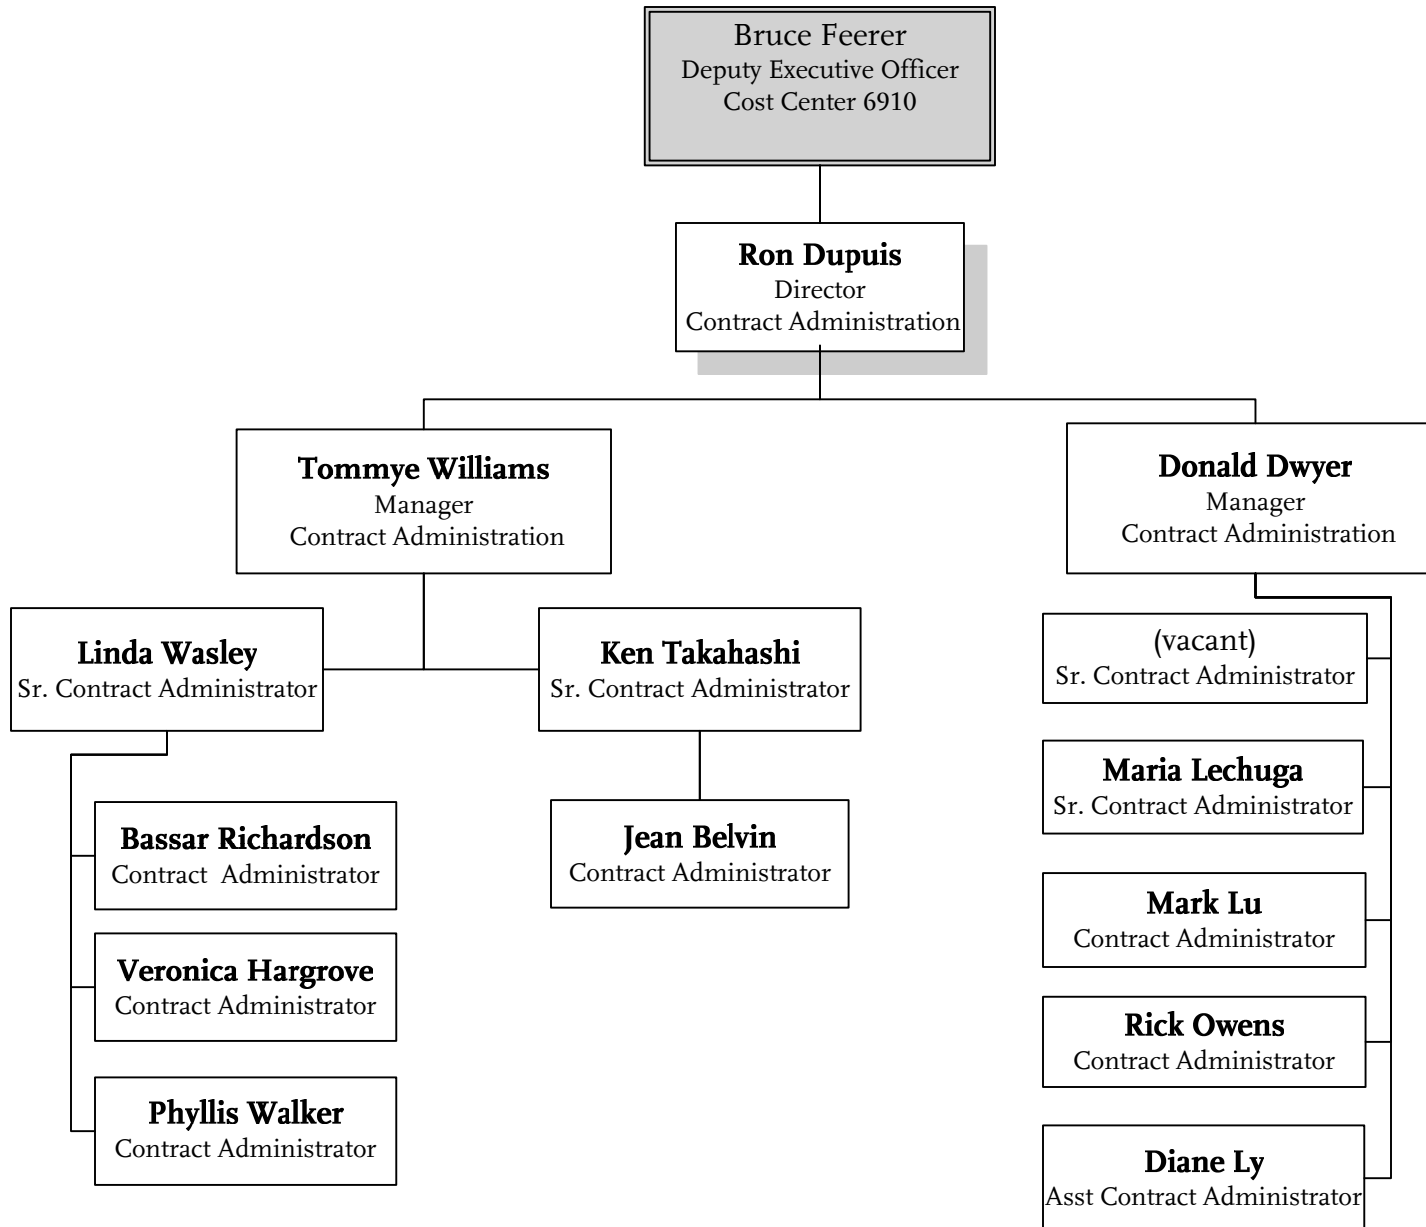 Bruce Feerer
Deputy Executive Officer
Cost Center 6910
Ron Dupuis
Director
Contract Administration
Tommye Williams
Manager
Contract Administration
Donald Dwyer
Manager
Contract Administration
Linda Wasley
Sr. Contract Administrator
Ken Takahashi
Sr. Contract Administrator
(vacant)
Sr. Contract Administrator
Maria Lechuga
Sr. Contract Administrator
Bassar Richardson
Contract Administrator
Jean Belvin
Contract Administrator
Mark Lu
Contract Administrator
Veronica Hargrove
Contract Administrator
Rick Owens
Contract Administrator
Phyllis Walker
Contract Administrator
Diane Ly
Asst Contract Administrator